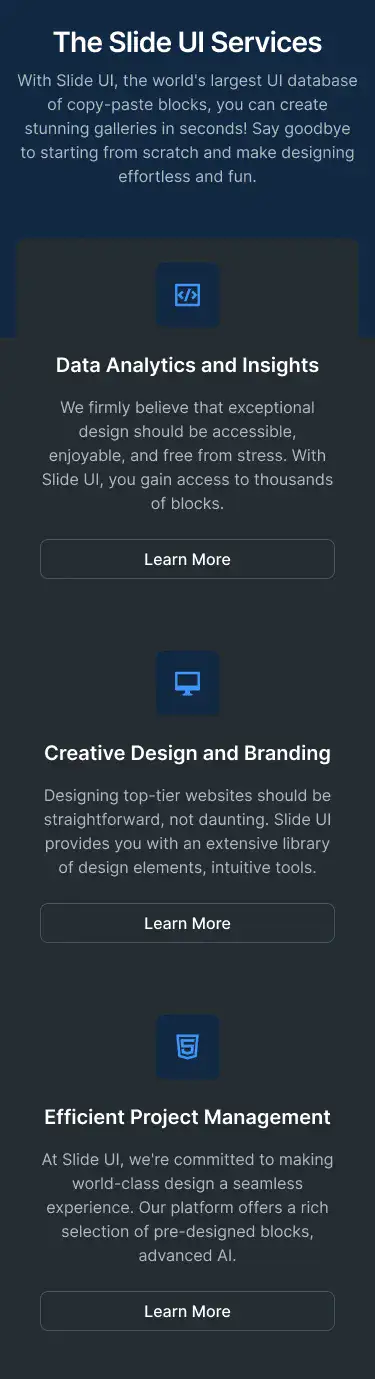 The Slide UI Services
With Slide UI, the world's largest UI database
of copy-paste blocks, you can create
stunning galleries in seconds! Say goodbye
to starting from scratch and make designing
effortless and fun.
Data Analytics and Insights
We firmly believe that exceptional
design should be accessible,
enjoyable, and free from stress. With
Slide UI, you gain access to thousands
of blocks.
Learn More
Creative Design and Branding
Designing top-tier websites should be
straightforward, not daunting. Slide UI
provides you with an extensive library
of design elements, intuitive tools.
Learn More
Efficient Project Management
At Slide UI, we're committed to making
world-class design a seamless
experience. Our platform offers a rich
selection of pre-designed blocks,
advanced AI.
Learn More